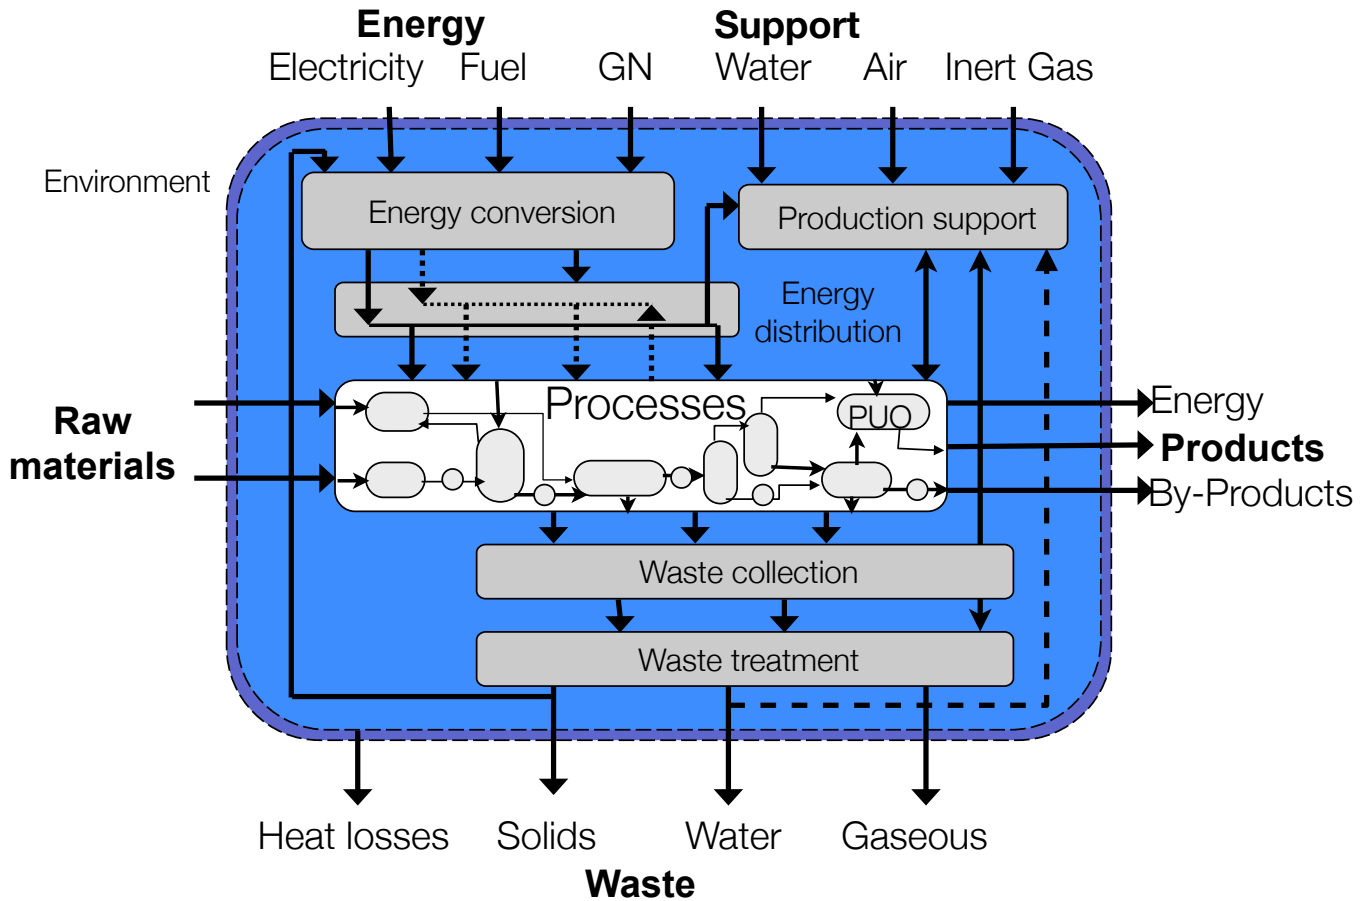 Energy
Support
Electricity Fuel GN Water Air Inert Gas
Environment
Energy conversion
Production support
Energy
distribution
Processes
PUO
Raw
materials
Energy
Products
By-Products
Waste collection
Waste treatment
Heat losses Solids Water Gaseous
Waste